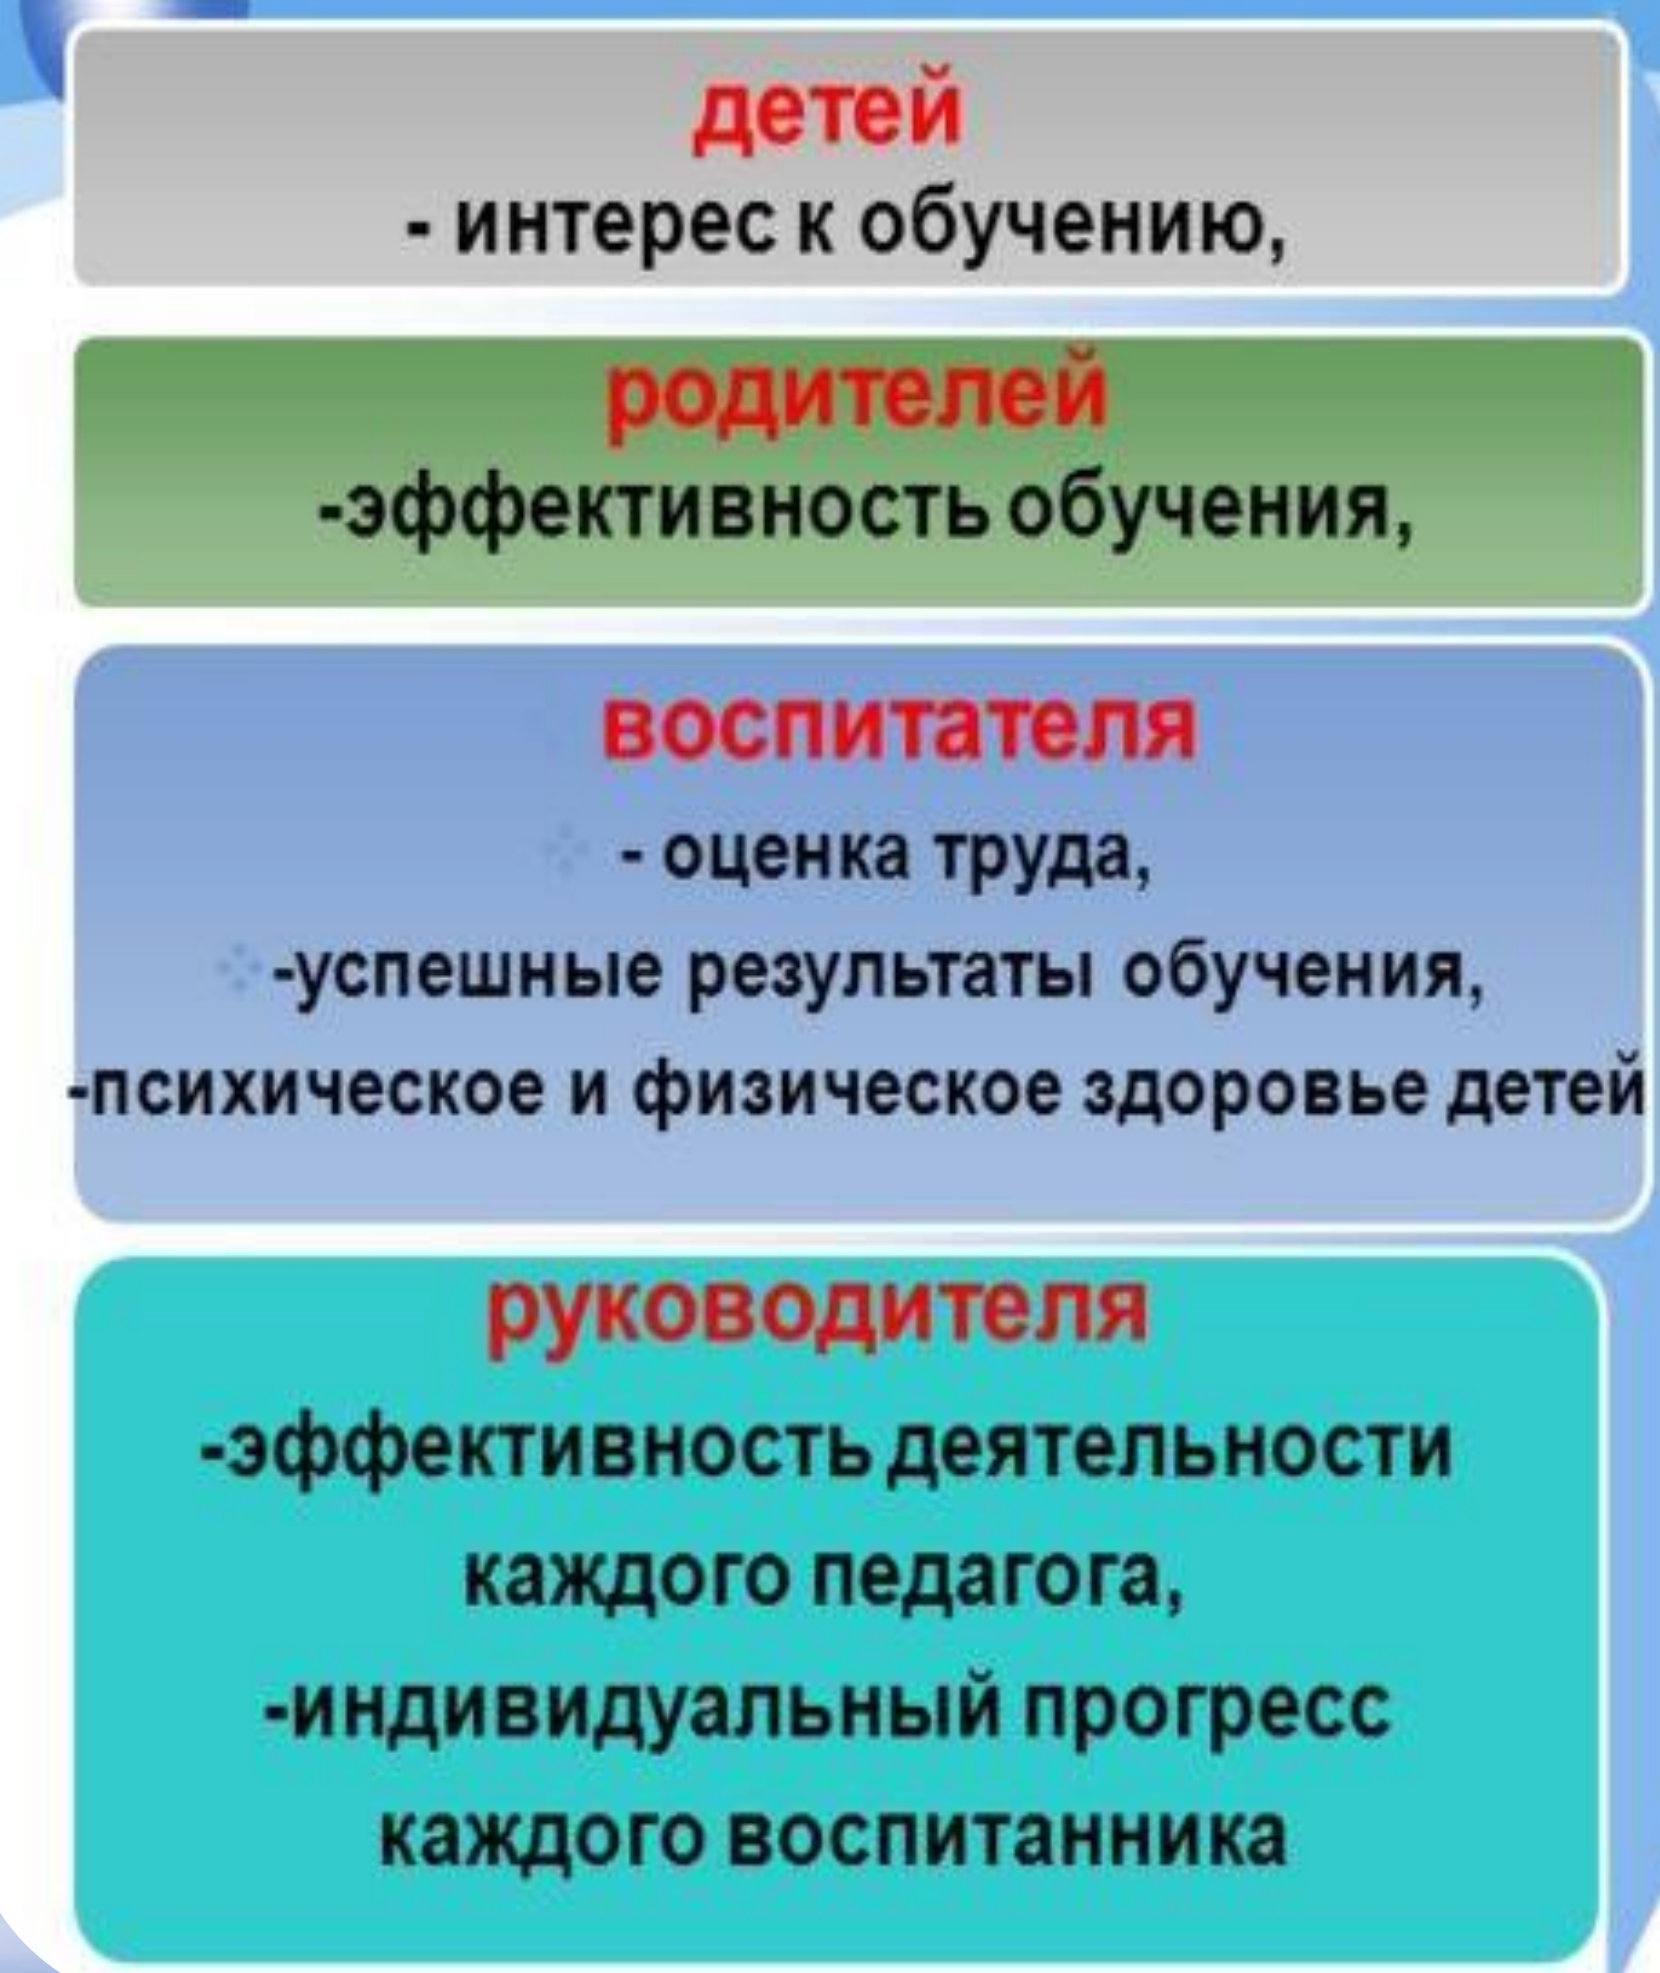 детей
- интерес к обучению,
родителей
-эффективность обучения,
воспитателя
- оценка труда,
-успешные результаты обучения,
-психическое и физическое здоровье детей
руководителя
-эффективность деятельности
каждого педагога,
-индивидуальный прогресс
каждого воспитанника